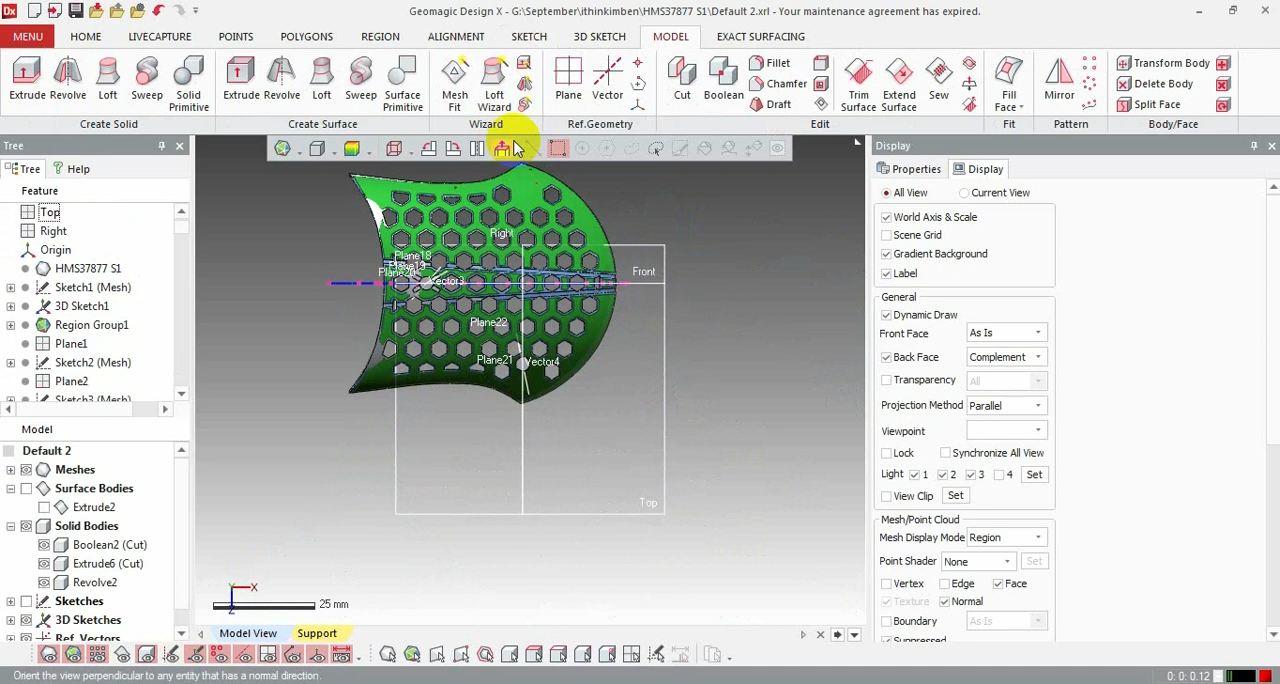 Geomagic Design X - G:\September\ithinkimben\HMS37877 S1\Default 2.xrl - Your maintenance agreement has expired.
MENU HOME LIVECAPTURE POINTS POLYGONS REGION ALIGNMENT SKETCH 3D SKETCH MODEL EXACT SURFACING
Extrude Revolve Loft Sweep Solid Primitive
Create Solid
Extrude Revolve Loft Sweep Surface Primitive
Create Surface
Mesh Fit Loft Wizard
Wizard
Plane Vector
Ref.Geometry
Cut Boolean Fillet Chamfer Draft Trim Surface Extend Surface Sew
Edit
Fill Face
Fit
Mirror
Pattern
Transform Body
Delete Body
Split Face
Body/Face
Tree
Tree Help
Feature
Top
Right
Origin
HMS37877 S1
Sketch1 (Mesh)
3D Sketch1
Region Group1
Plane1
Sketch2 (Mesh)
Plane2
Sketch3 (Mesh)
Model
Default 2
Meshes
Surface Bodies
Extrude2
Solid Bodies
Boolean2 (Cut)
Extrude6 (Cut)
Revolve2
Sketches
3D Sketches
Ref. Vectors
Right
Plane18
Plane19
Plane20
Vector3
Front
Plane22
Plane21
Vector4
Top
Y
X
Z
25 mm
Model View Support
Display
Properties Display
All View Current View
World Axis & Scale
Scene Grid
Gradient Background
Label
General
Dynamic Draw
Front Face As Is
Back Face Complement
Transparency All
Projection Method Parallel
Viewpoint
Lock Synchronize All View
Light 1 2 3 4 Set
View Clip Set
Mesh/Point Cloud
Mesh Display Mode Region
Point Shader None Set
Vertex Edge Face
Texture Normal
Boundary As Is
Suppressed
Orient the view perpendicular to any entity that has a normal direction.
0: 0: 0.12